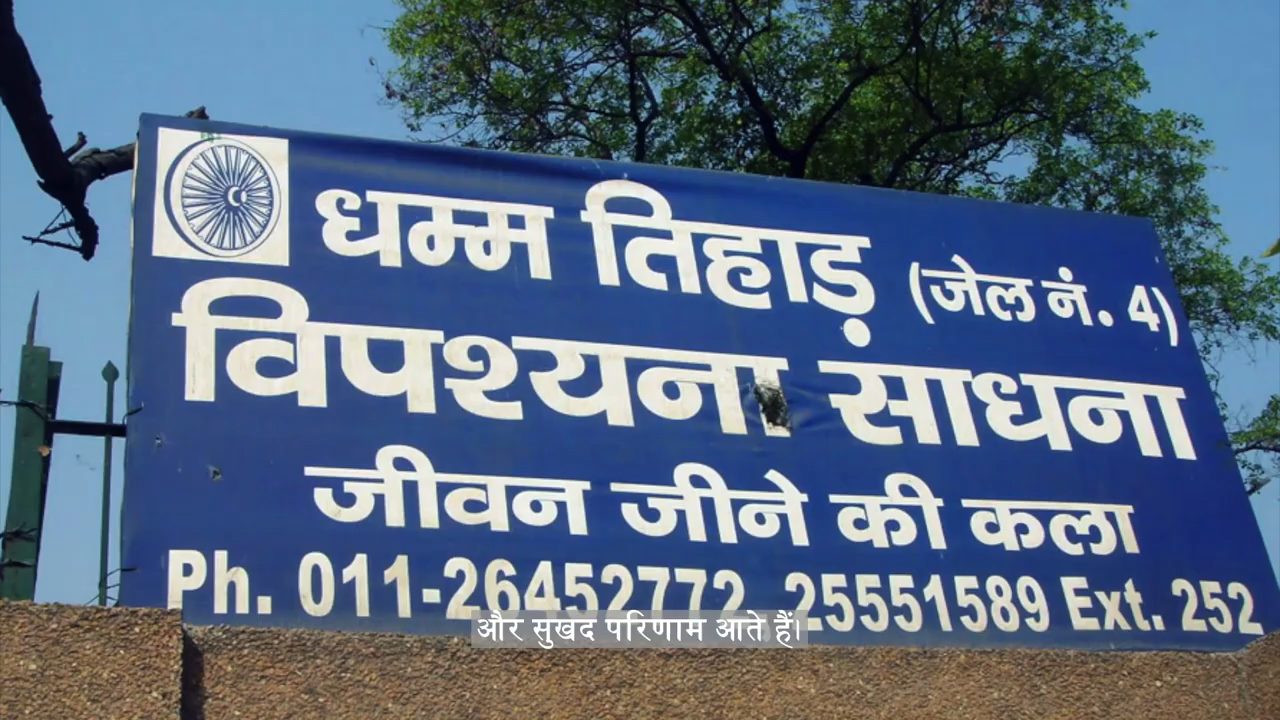 धम्म तिहाड़ (जेल नं. 4)
विपश्यना साधना
जीवन जीने की कला
Ph. 011-26452772, 25551589 Ext. 252
और सुखद परिणाम आते हैं।